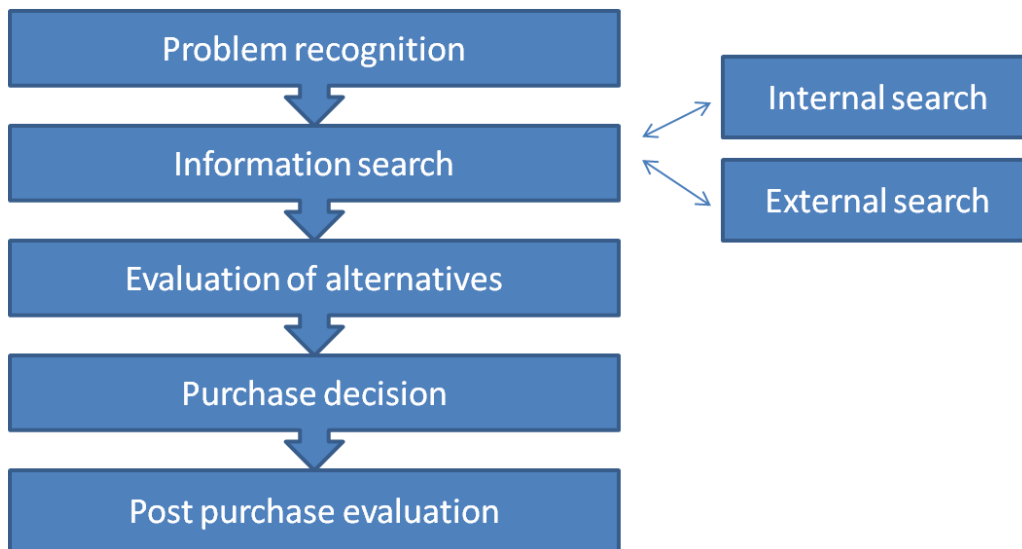 Problem recognition
Information search
Internal search
External search
Evaluation of alternatives
Purchase decision
Post purchase evaluation